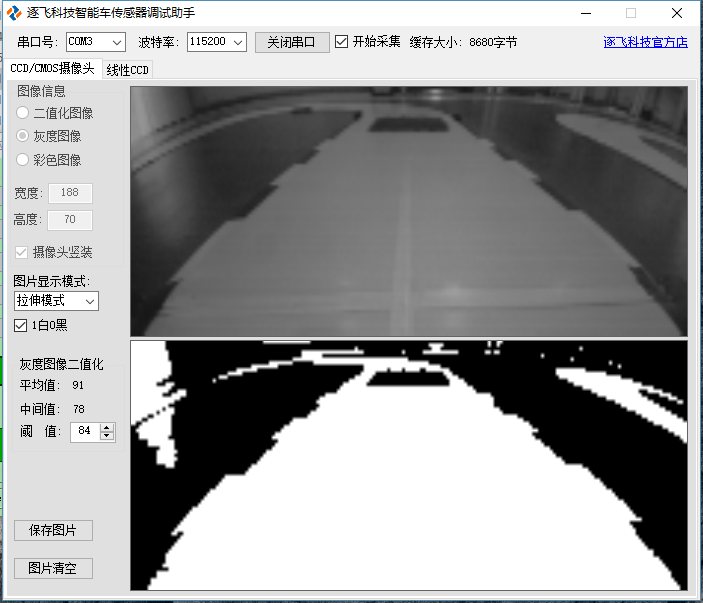 逐飞科技智能车传感器调试助手
串口号: COM3 波特率: 115200 关闭串口 开始采集 缓存大小: 8680字节 逐飞科技官方店
CCD/CMOS摄像头 线性CCD
图像信息
二值化图像
灰度图像
彩色图像
宽度: 188
高度: 70
摄像头竖装
图片显示模式:
拉伸模式
1白0黑
灰度图像二值化
平均值: 91
中间值: 78
阈 值: 84
保存图片
图片清空